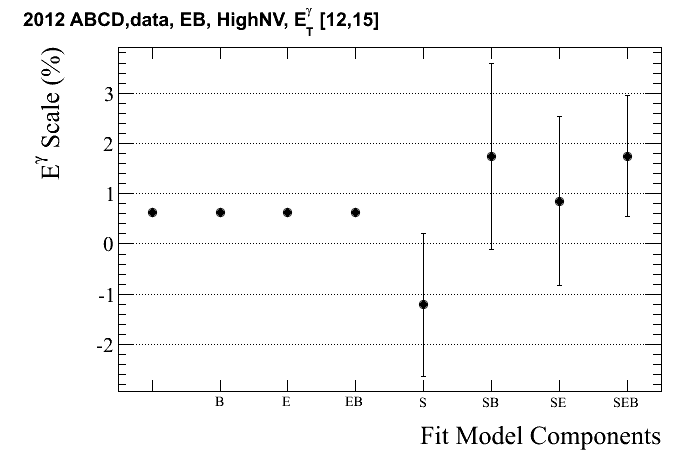 2012 ABCD,data, EB, HighNV, E_T^γ [12,15]
E^γ Scale (%)
3
2
1
0
-1
-2
B E EB S SB SE SEB
Fit Model Components